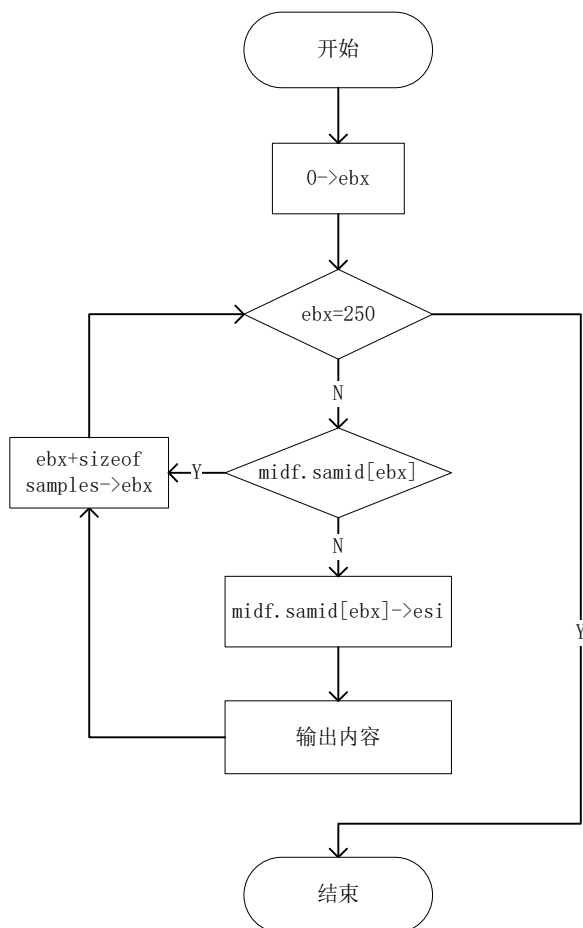 开始
0->ebx
ebx=250
N
ebx+sizeof
samples->ebx
Y
midf.samid[ebx]
N
midf.samid[ebx]->esi
Y
输出内容
结束